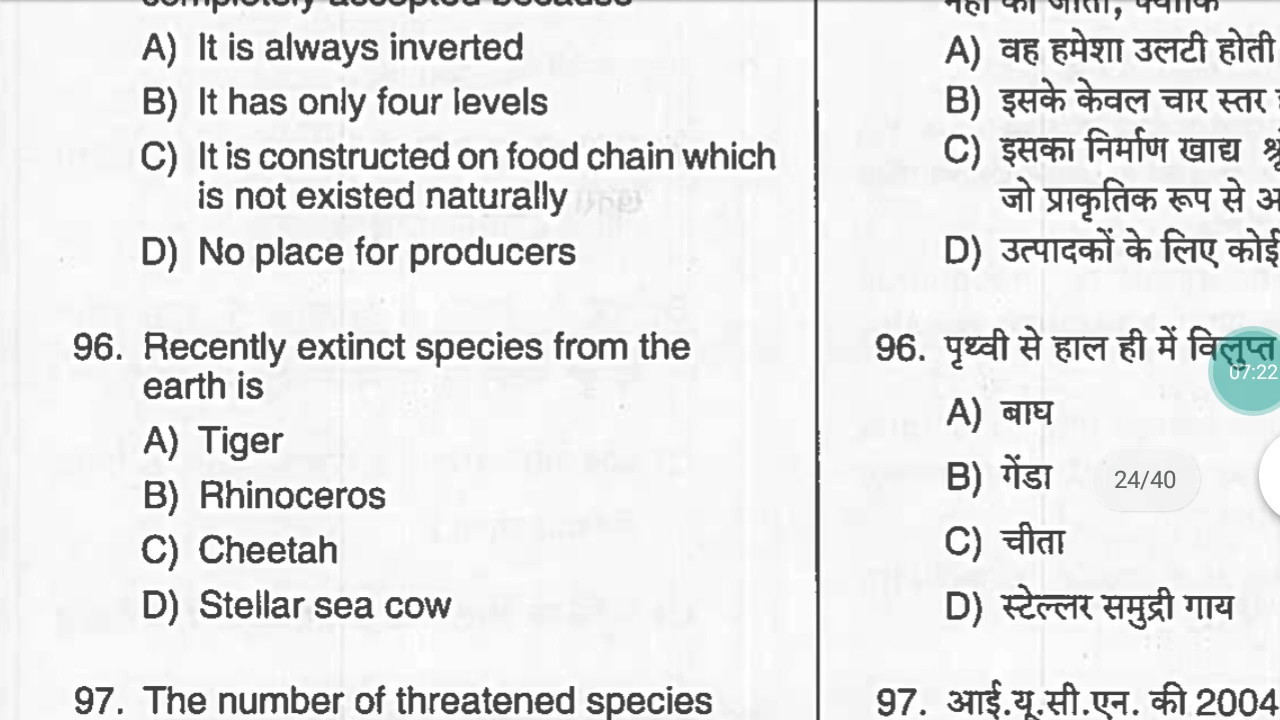 A) It is always inverted
B) It has only four levels
C) It is constructed on food chain which
is not existed naturally
D) No place for producers
96. Recently extinct species from the
earth is
A) Tiger
B) Rhinoceros
C) Cheetah
D) Stellar sea cow
97. The number of threatened species
A) वह हमेशा उलटी होती
B) इसके केवल चार स्तर
C) इसका निर्माण खाद्य
जो प्राकृतिक रूप से
D) उत्पादकों के लिए कोई
96. पृथ्वी से हाल ही में विलुप्त
07:22
A) बाघ
B) गेंडा
24/40
C) चीता
D) स्टेल्लर समुद्री गाय
97. आई.यू.सी.एन. की 2004